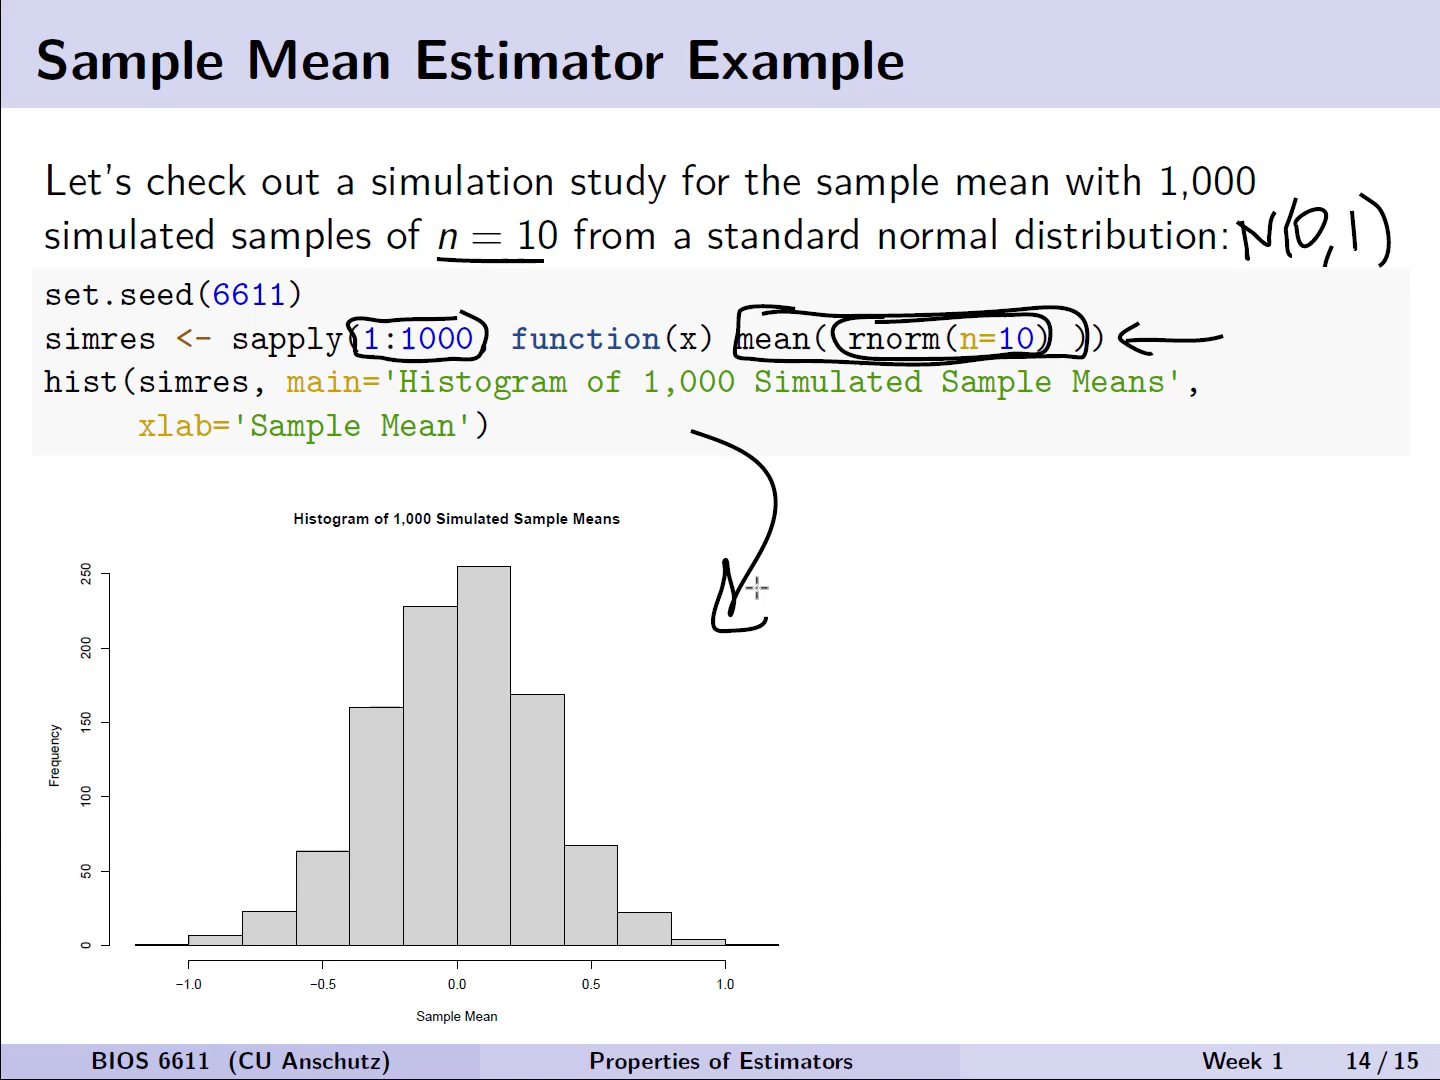 Sample Mean Estimator Example
Let's check out a simulation study for the sample mean with 1,000
simulated samples of n = 10 from a standard normal distribution: N(0,1)
set.seed(6611)
simres <- sapply(1:1000, function(x) mean( rnorm(n=10) ))
hist(simres, main='Histogram of 1,000 Simulated Sample Means',
xlab='Sample Mean')
Histogram of 1,000 Simulated Sample Means
Frequency
250
200
150
100
50
0
−1.0 −0.5 0.0 0.5 1.0
Sample Mean
BIOS 6611 (CU Anschutz) Properties of Estimators Week 1 14 / 15